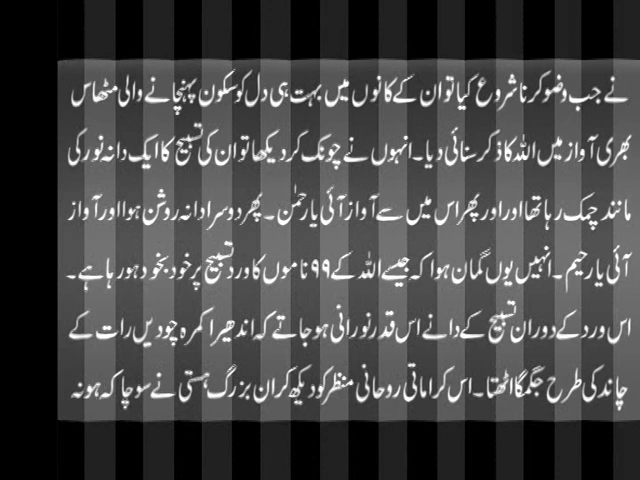 نے جب وضو کرنا شروع کیا تو ان کے کانوں میں بہت ہی دل کو سکون پہنچانے والی مٹھاس
بھری آواز میں اللہ کا ذکر سنائی دیا۔ انہوں نے چونک کر دیکھا تو ان کی تسبیح کا ایک دانہ نور کی
مانند چمک رہا تھا اور اور پھر اس میں سے آواز آئی یا رحمٰن۔ پھر دوسرا دانہ روشن ہوا اور آواز
آئی یا رحیم۔ انہیں یوں گمان ہوا کہ جیسے اللہ کے ۹۹ ناموں کا ورد تسبیح پر خود بخود ہو رہا ہے۔
اس ورد کے دوران تسبیح کے دانے اس قدر نورانی ہو جاتے کہ اندھیرا کمرہ چودیں رات کے
چاند کی طرح جگمگا اٹھتا۔ اس کراماتی روحانی منظر کو دیکھ کر ان بزرگ ہستی نے سوچا کہ ہو نہ